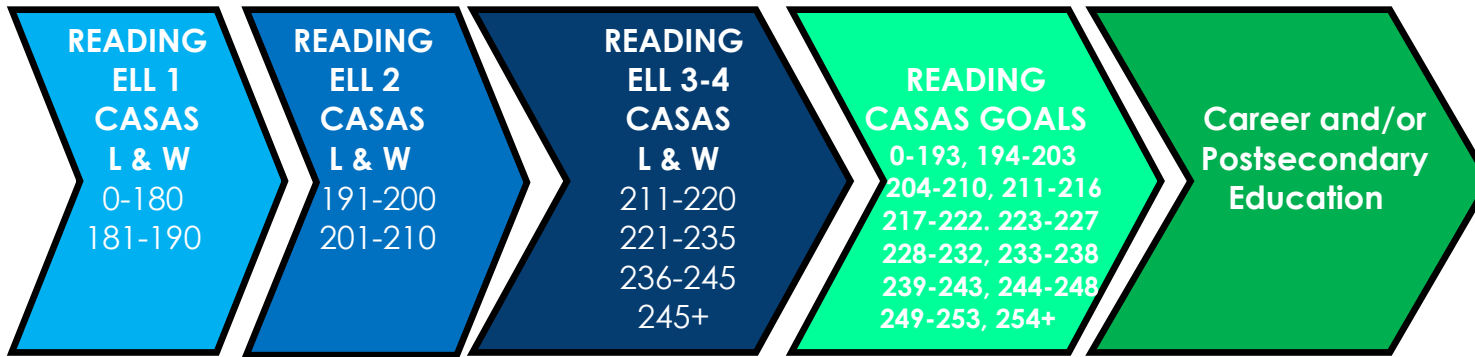 READING
ELL 1
CASAS
L & W
0-180
181-190
READING
ELL 2
CASAS
L & W
191-200
201-210
READING
ELL 3-4
CASAS
L & W
211-220
221-235
236-245
245+
READING
CASAS GOALS
0-193, 194-203
204-210, 211-216
217-222. 223-227
228-232, 233-238
239-243, 244-248
249-253, 254+
Career and/or
Postsecondary
Education